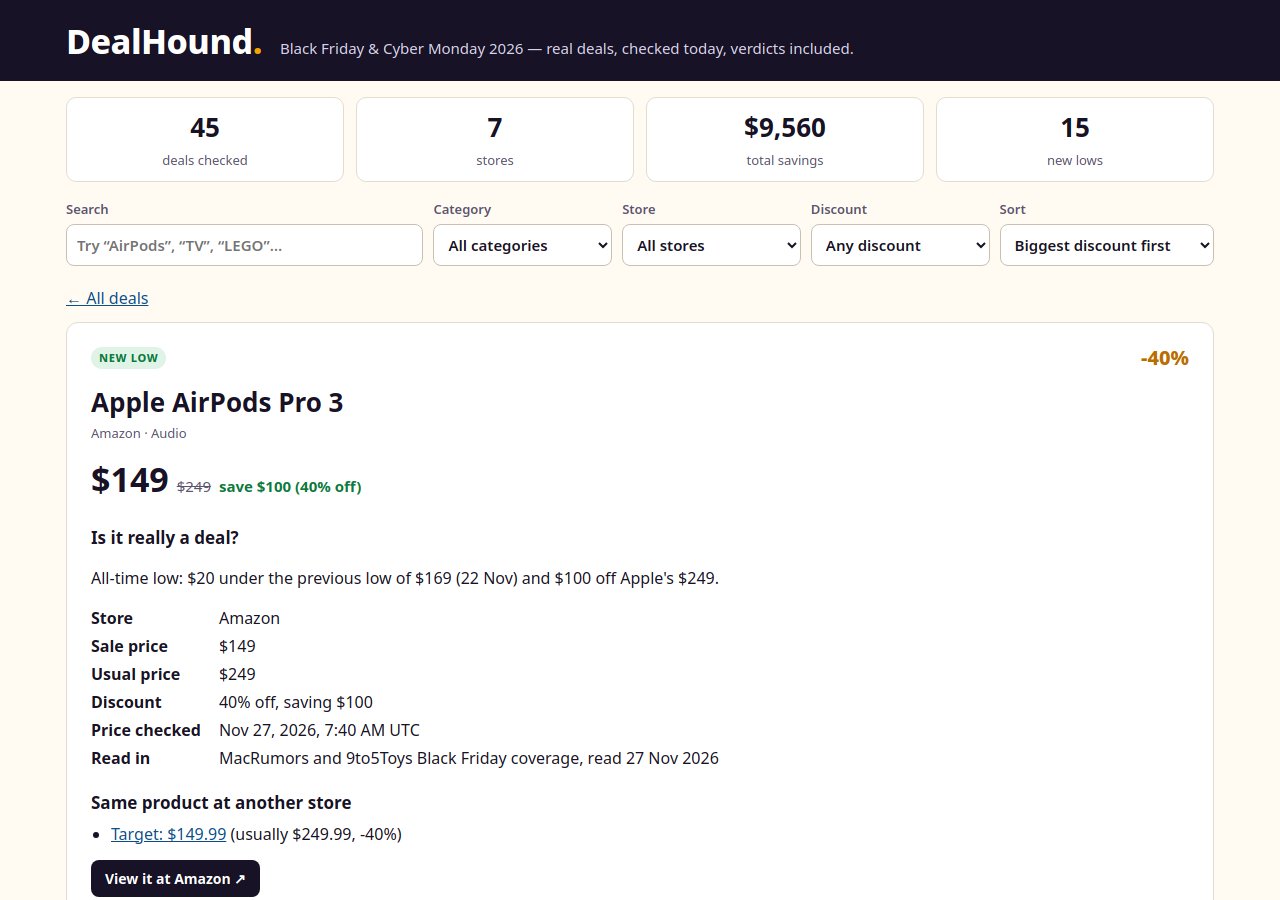 DealHound.
Black Friday & Cyber Monday 2026 — real deals, checked today, verdicts included.
45
deals checked
7
stores
$9,560
total savings
15
new lows
Search
Try “AirPods”, “TV”, “LEGO”…
Category
All categories
Store
All stores
Discount
Any discount
Sort
Biggest discount first
← All deals
NEW LOW
-40%
Apple AirPods Pro 3
Amazon · Audio
$149 $249 save $100 (40% off)
Is it really a deal?
All-time low: $20 under the previous low of $169 (22 Nov) and $100 off Apple's $249.
Store Amazon
Sale price $149
Usual price $249
Discount 40% off, saving $100
Price checked Nov 27, 2026, 7:40 AM UTC
Read in MacRumors and 9to5Toys Black Friday coverage, read 27 Nov 2026
Same product at another store
• Target: $149.99 (usually $249.99, -40%)
View it at Amazon ↗